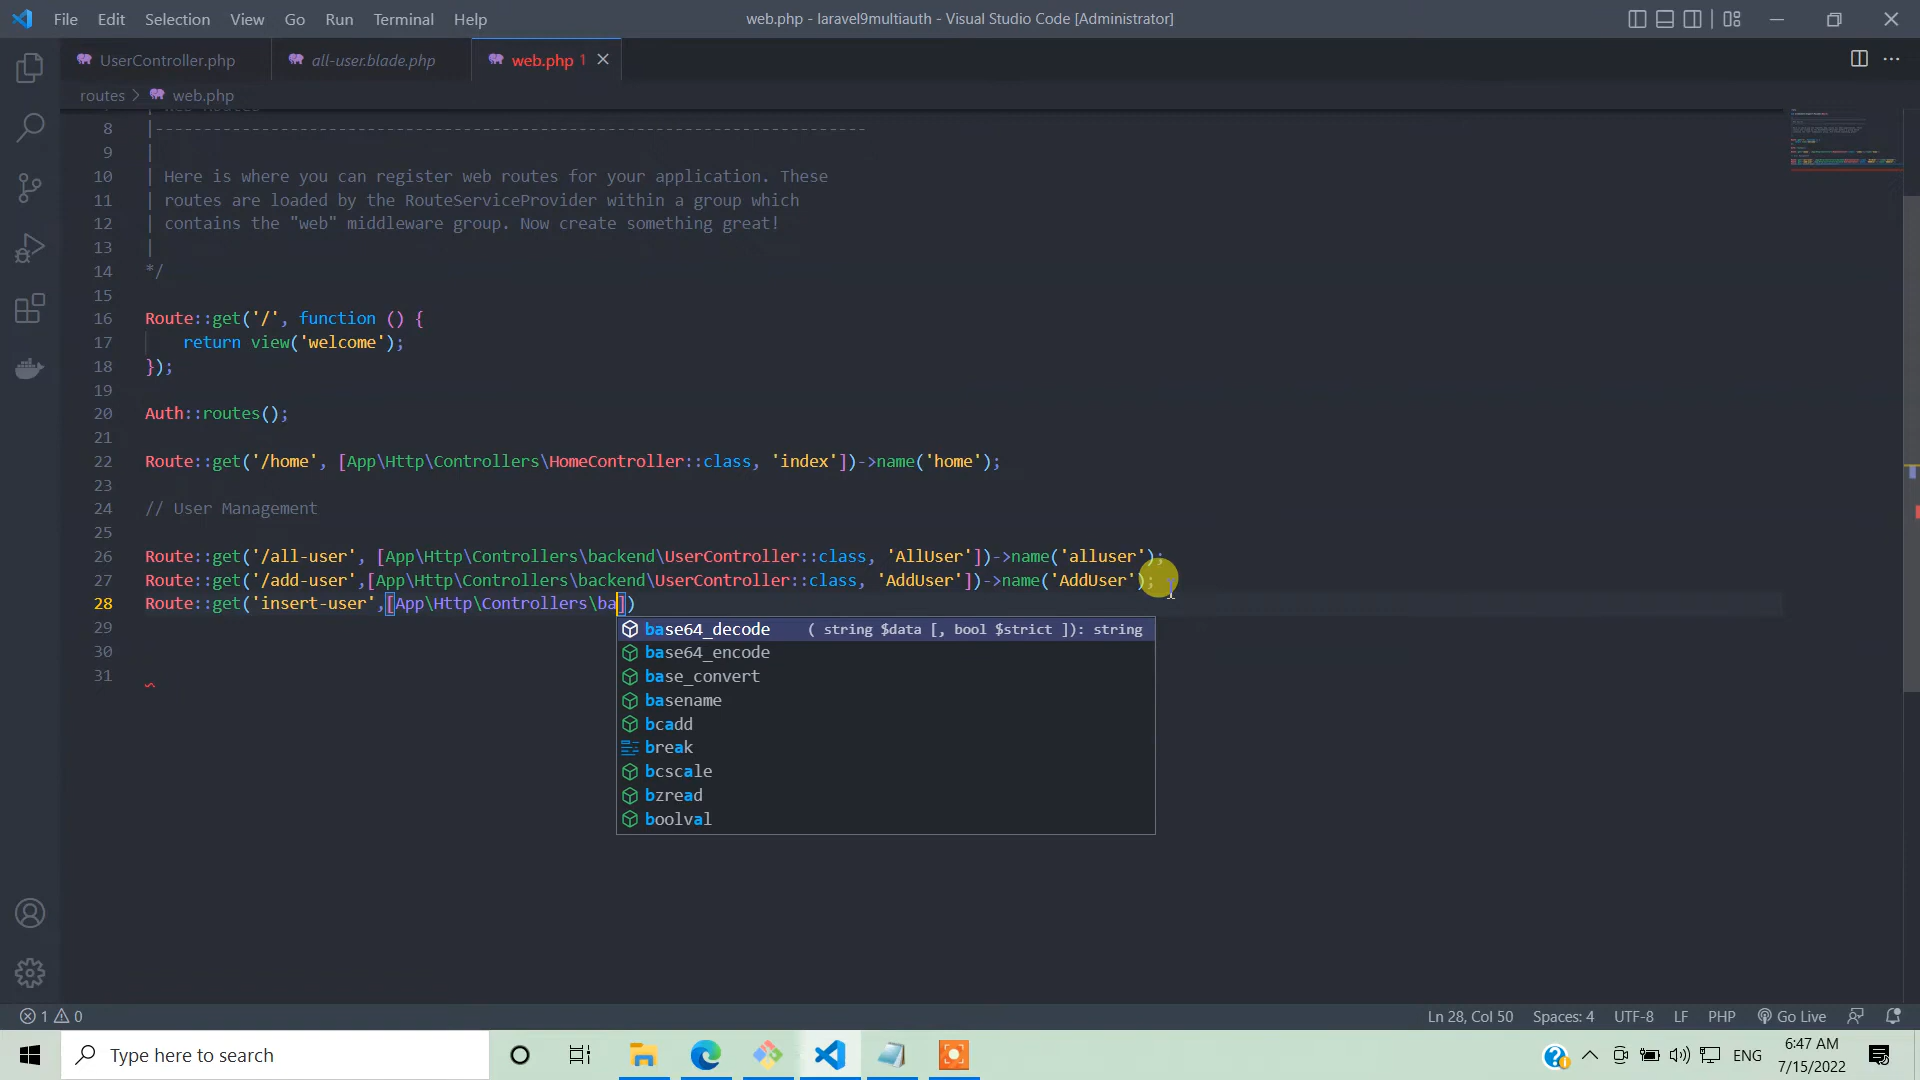 File Edit Selection View Go Run Terminal Help
web.php - laravel9multiauth - Visual Studio Code [Administrator]
UserController.php all-user.blade.php web.php 1
routes > web.php
8 |--------------------------------------------------------------------------
9 |
10 | Here is where you can register web routes for your application. These
11 | routes are loaded by the RouteServiceProvider within a group which
12 | contains the "web" middleware group. Now create something great!
13 |
14 */
15
16 Route::get('/', function () {
17 return view('welcome');
18 });
19
20 Auth::routes();
21
22 Route::get('/home', [App\Http\Controllers\HomeController::class, 'index'])->name('home');
23
24 // User Management
25
26 Route::get('/all-user', [App\Http\Controllers\backend\UserController::class, 'AllUser'])->name('alluser');
27 Route::get('/add-user',[App\Http\Controllers\backend\UserController::class, 'AddUser'])->name('AddUser');
28 Route::get('insert-user',[App\Http\Controllers\ba])
29
30
31
base64_decode ( string $data [, bool $strict ]): string
base64_encode
base_convert
basename
bcadd
break
bcscale
bzread
boolval
1 0
Ln 28, Col 50 Spaces: 4 UTF-8 LF PHP Go Live
Type here to search
ENG
6:47 AM
7/15/2022